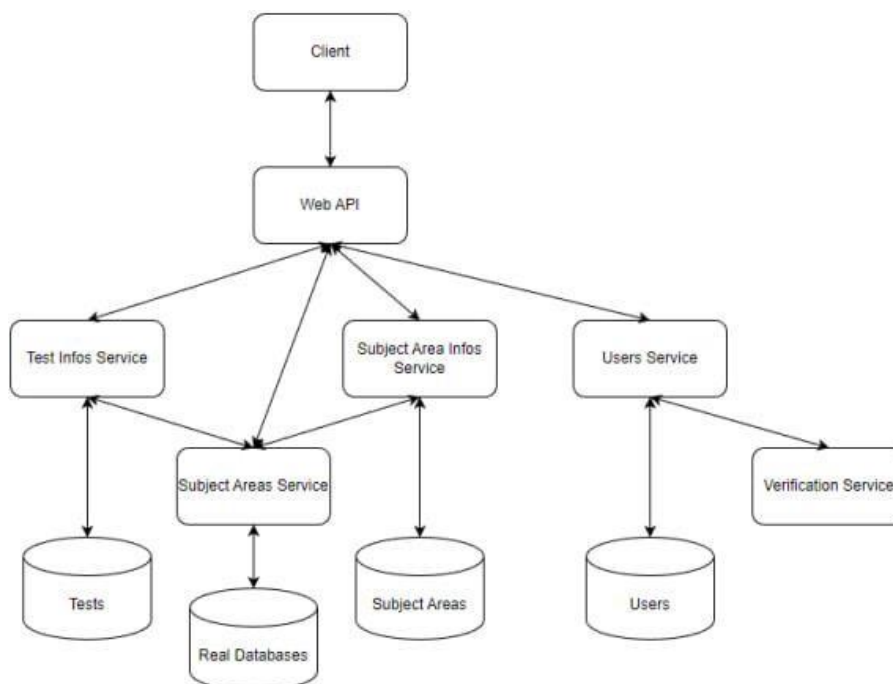 Client
Web API
Test Infos Service
Subject Area Infos
Service
Users Service
Subject Areas Service
Verification Service
Tests
Subject Areas
Users
Real Databases